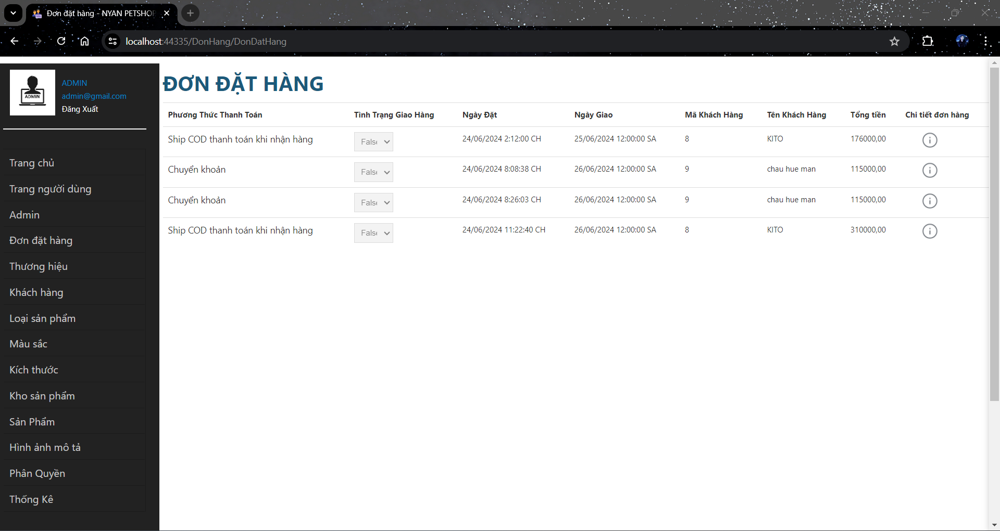 Đơn đặt hàng - NYAN PETSHOP
localhost:44335/DonHang/DonDatHang
ADMIN
ADMIN
admin@gmail.com
Đăng Xuất
Trang chủ
Trang người dùng
Admin
Đơn đặt hàng
Thương hiệu
Khách hàng
Loại sản phẩm
Màu sắc
Kích thước
Kho sản phẩm
Sản Phẩm
Hình ảnh mô tả
Phân Quyền
Thống Kê
ĐƠN ĐẶT HÀNG
Phương Thức Thanh Toán Tình Trạng Giao Hàng Ngày Đặt Ngày Giao Mã Khách Hàng Tên Khách Hàng Tổng tiền Chi tiết đơn hàng
Ship COD thanh toán khi nhận hàng False 24/06/2024 2:12:00 CH 25/06/2024 12:00:00 SA 8 KITO 176000,00
Chuyển khoản False 24/06/2024 8:08:38 CH 26/06/2024 12:00:00 SA 9 chau hue man 115000,00
Chuyển khoản False 24/06/2024 8:26:03 CH 26/06/2024 12:00:00 SA 9 chau hue man 115000,00
Ship COD thanh toán khi nhận hàng False 24/06/2024 11:22:40 CH 26/06/2024 12:00:00 SA 8 KITO 310000,00